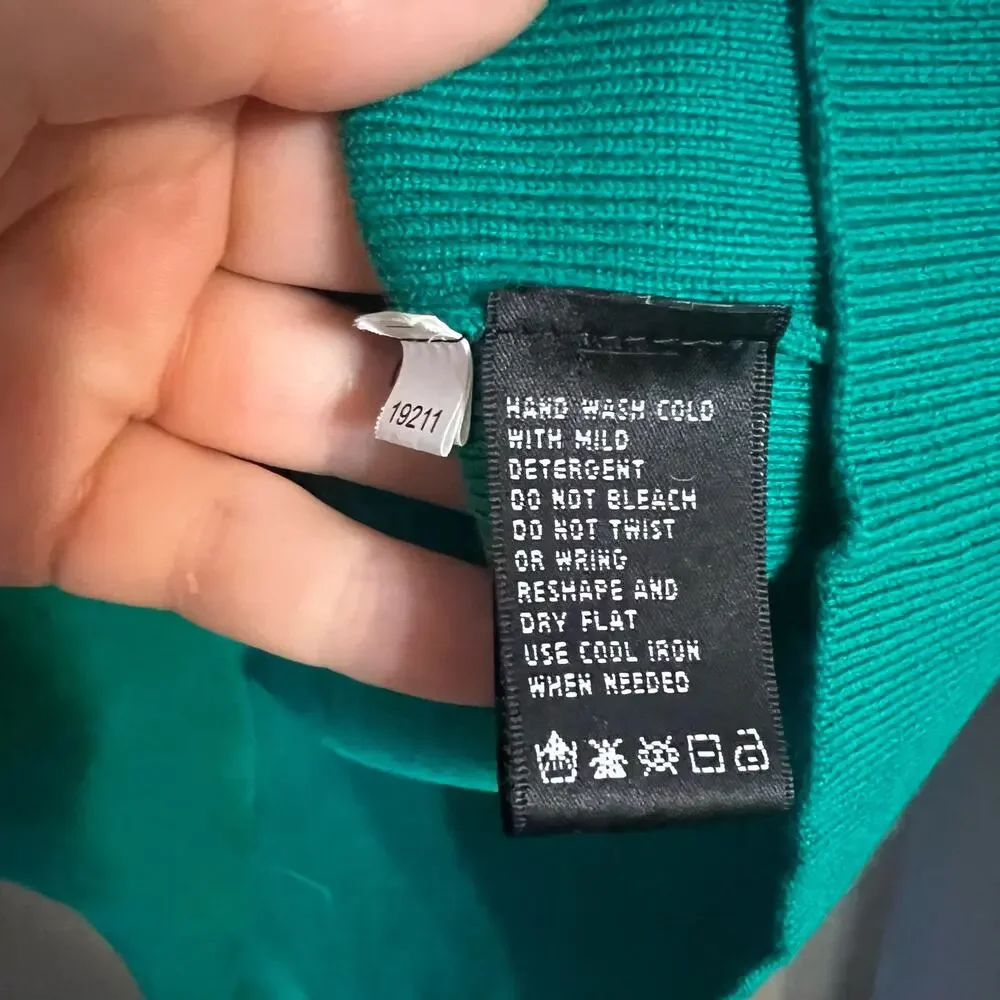 19211
HAND WASH COLD
WITH MILD
DETERGENT
DO NOT BLEACH
DO NOT TWIST
OR WRING
RESHAPE AND
DRY FLAT
USE COOL IRON
WHEN NEEDED